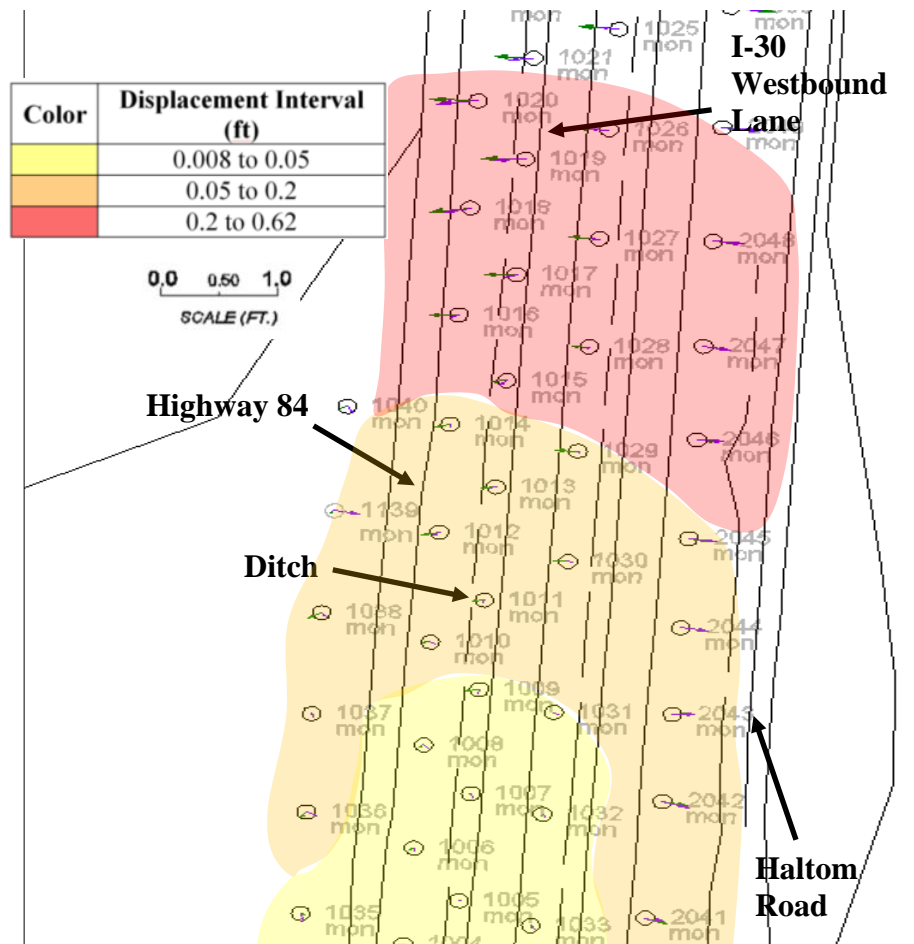 1025
mon
1021
mon
I-30
Westbound
Lane
Color
Displacement Interval
(ft)
0.008 to 0.05
0.05 to 0.2
0.2 to 0.62
1020
mon
1026
mon
1019
mon
1018
mon
1027
mon
2048
mon
1017
mon
0.0 0.50 1.0
SCALE (FT.)
1016
mon
1028
mon
2047
mon
1015
mon
Highway 84
1040
mon
1014
mon
1029
mon
2046
mon
1013
mon
1139
mon
1012
mon
2045
mon
1030
mon
Ditch
1011
mon
1038
mon
1010
mon
2044
mon
1009
mon
1037
mon
1031
mon
2043
mon
1008
mon
1007
mon
2042
mon
1036
mon
1032
mon
1006
mon
Haltom
Road
1005
mon
1035
mon
1033
mon
2041
mon
1004